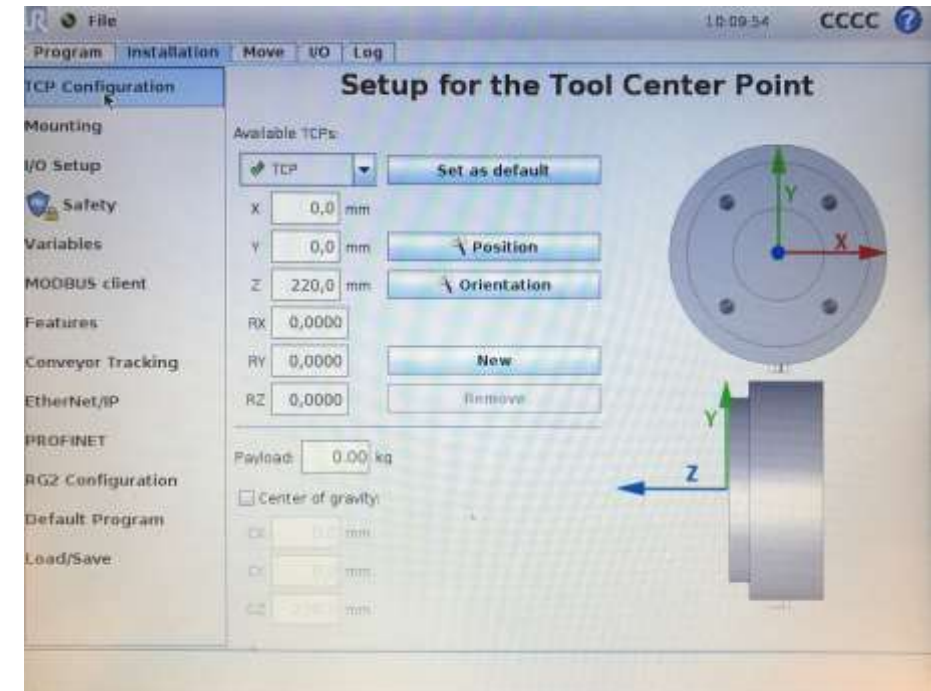 File 10:09:54 CCCC ?
Program Installation Move I/O Log
TCP Configuration
Mounting
I/O Setup
Safety
Variables
MODBUS client
Features
Conveyor Tracking
EtherNet/IP
PROFINET
RG2 Configuration
Default Program
Load/Save
Setup for the Tool Center Point
Available TCPs:
TCP Set as default
X 0,0 mm
Y 0,0 mm Position
Z 220,0 mm Orientation
RX 0,0000
RY 0,0000 New
RZ 0,0000 Remove
Payload: 0.00 kg
Center of gravity:
mm
mm
CZ mm
Y
X
Y
Z